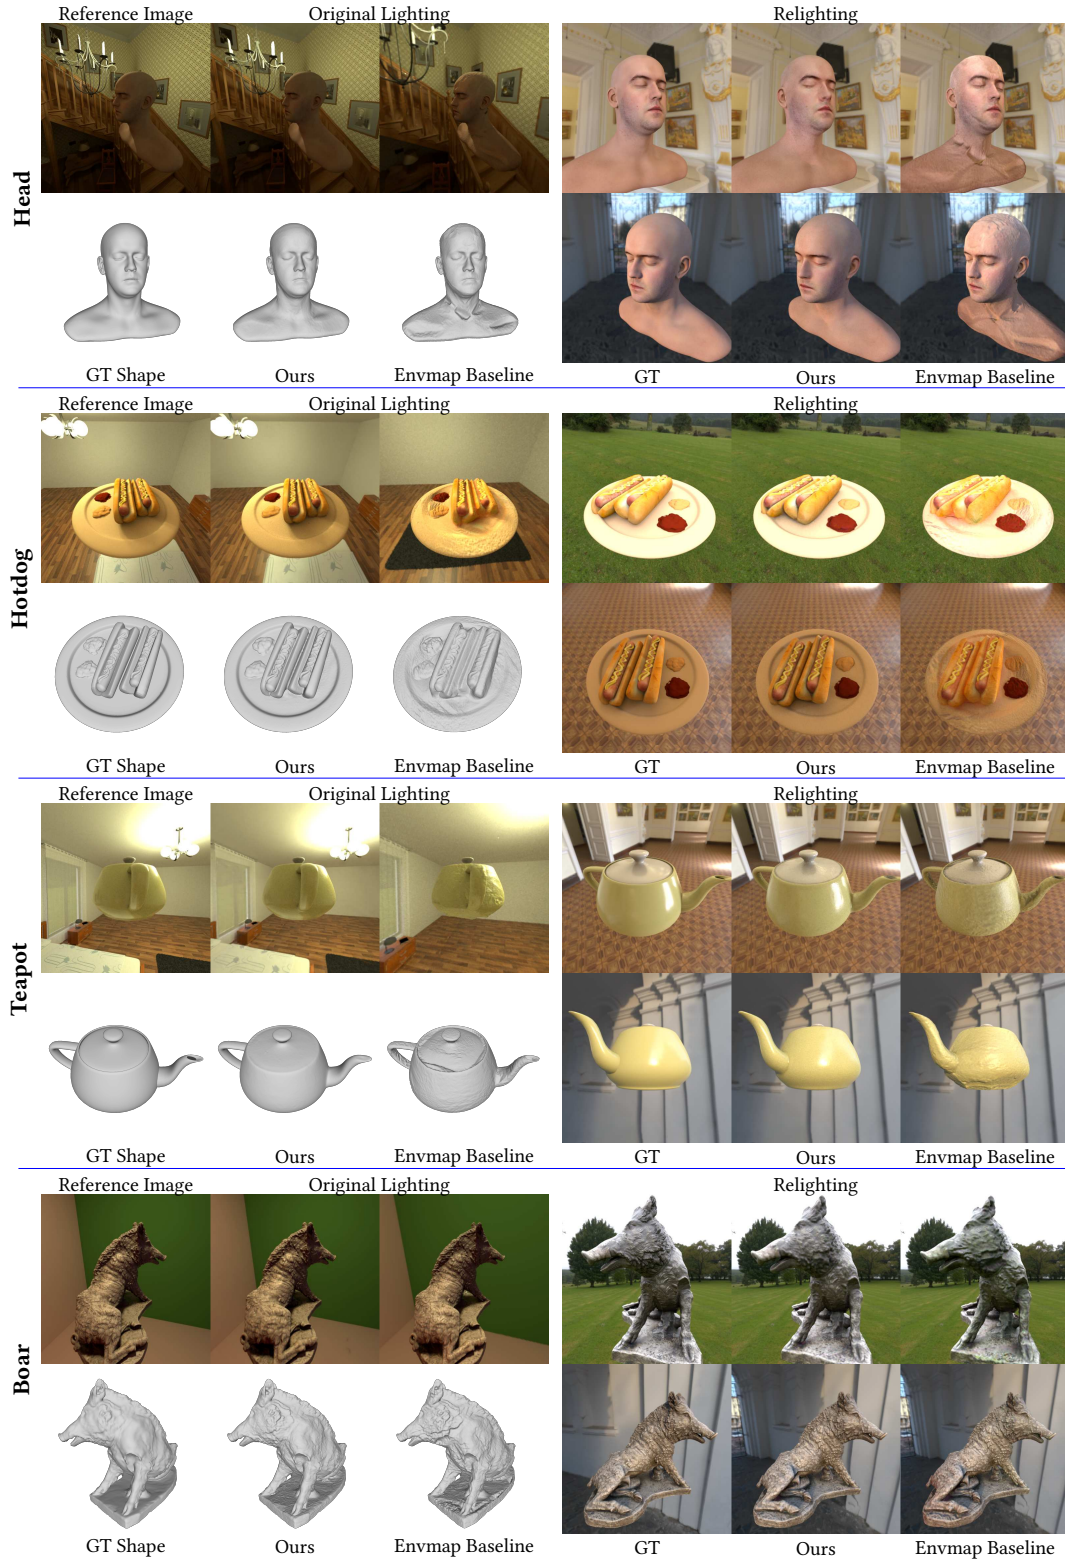 Reference Image Original Lighting Relighting
Head
GT Shape Ours Envmap Baseline GT Ours Envmap Baseline
Reference Image Original Lighting Relighting
Hotdog
GT Shape Ours Envmap Baseline GT Ours Envmap Baseline
Reference Image Original Lighting Relighting
Teapot
GT Shape Ours Envmap Baseline GT Ours Envmap Baseline
Reference Image Original Lighting Relighting
Boar
GT Shape Ours Envmap Baseline GT Ours Envmap Baseline